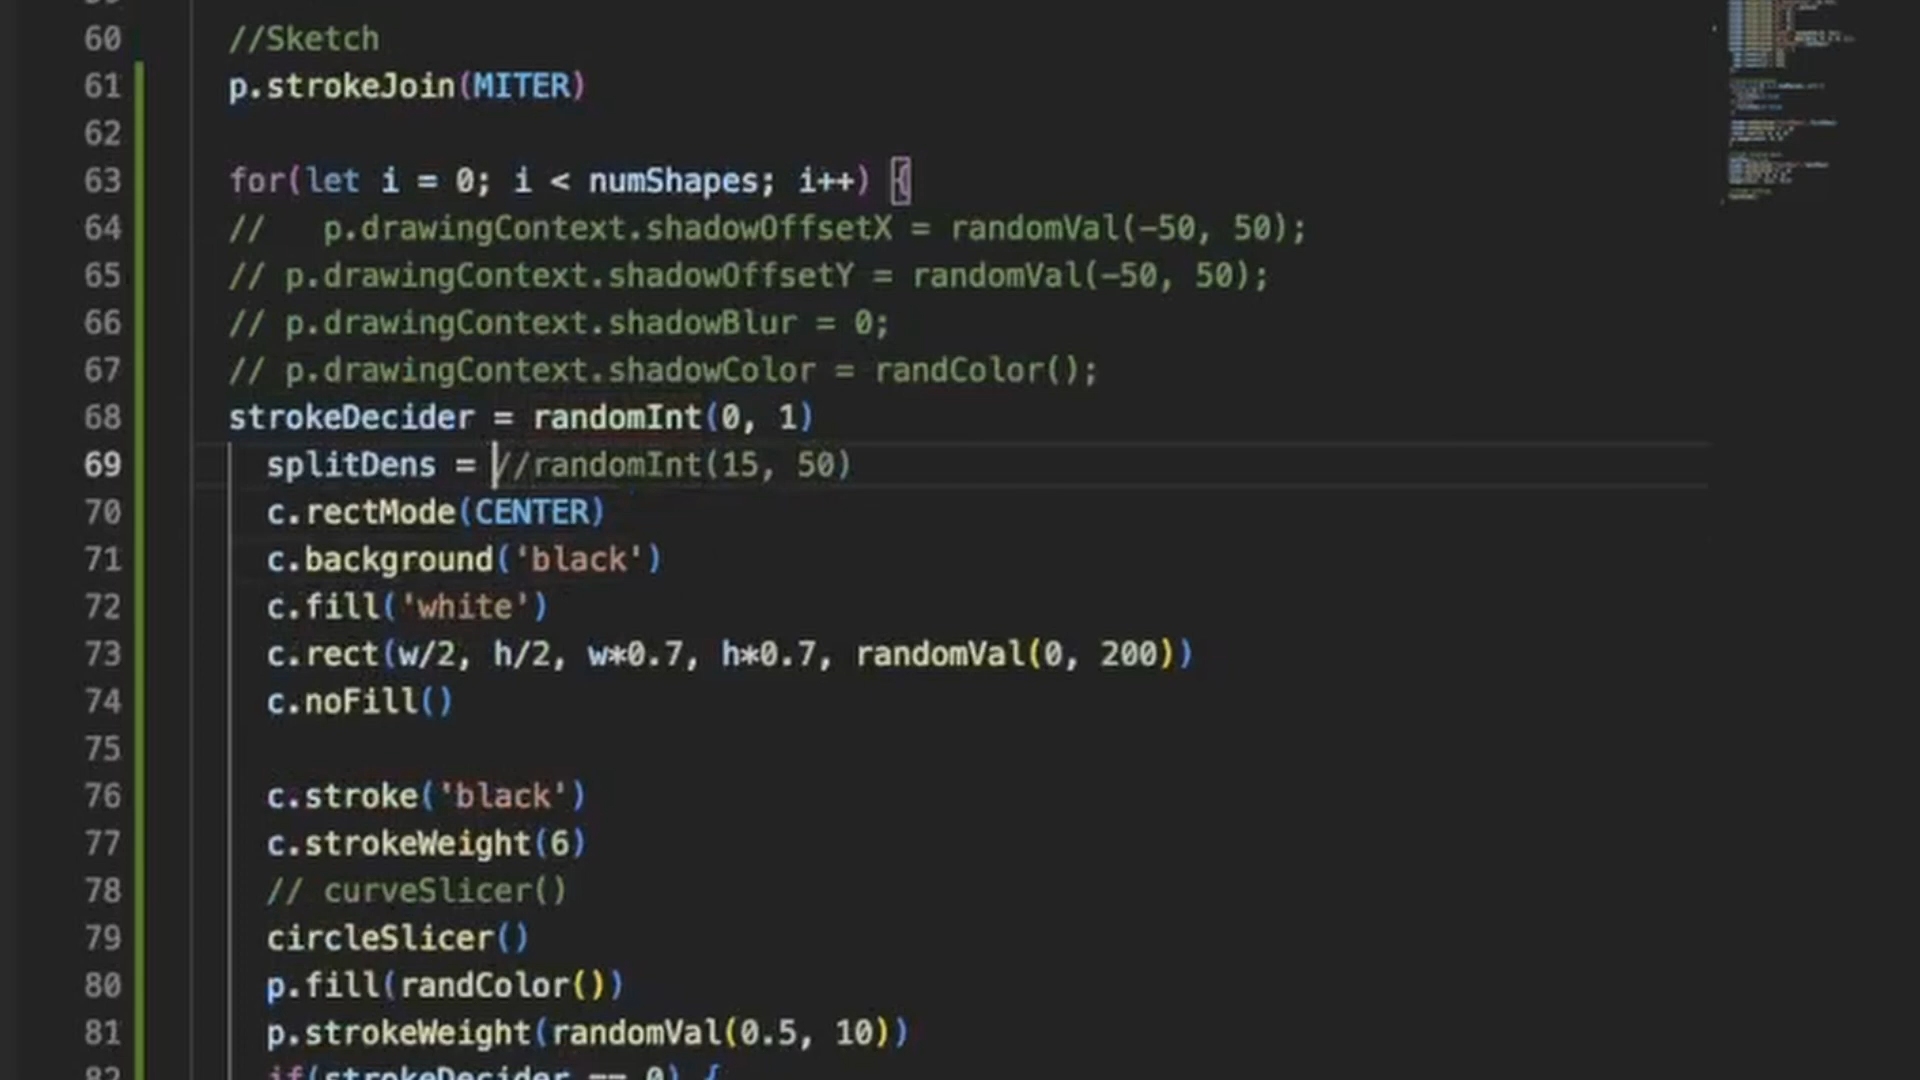 60 //Sketch
61 p.strokeJoin(MITER)
62
63 for(let i = 0; i < numShapes; i++) {
64 //   p.drawingContext.shadowOffsetX = randomVal(-50, 50);
65 // p.drawingContext.shadowOffsetY = randomVal(-50, 50);
66 // p.drawingContext.shadowBlur = 0;
67 // p.drawingContext.shadowColor = randColor();
68 strokeDecider = randomInt(0, 1)
69 splitDens = //randomInt(15, 50)
70 c.rectMode(CENTER)
71 c.background('black')
72 c.fill('white')
73 c.rect(w/2, h/2, w*0.7, h*0.7, randomVal(0, 200))
74 c.noFill()
75
76 c.stroke('black')
77 c.strokeWeight(6)
78 // curveSlicer()
79 circleSlicer()
80 p.fill(randColor())
81 p.strokeWeight(randomVal(0.5, 10))
82 if(strokeDecider == 0) {